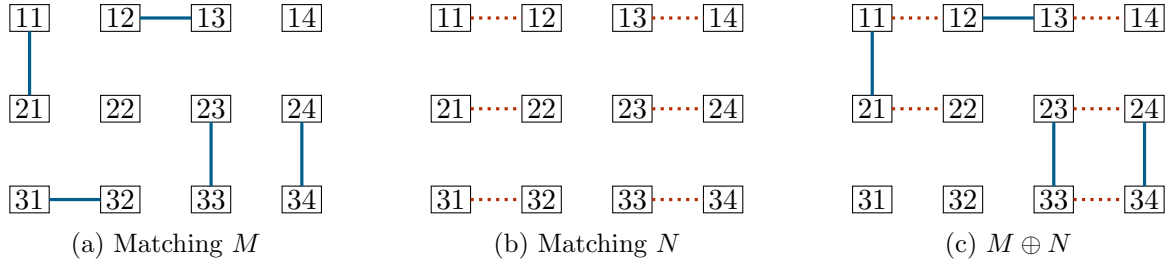 11 12 13 14 11 12 13 14 11 12 13 14
21 22 23 24 21 22 23 24 21 22 23 24
31 32 33 34 31 32 33 34 31 32 33 34
(a) Matching M (b) Matching N (c) M ⊕ N